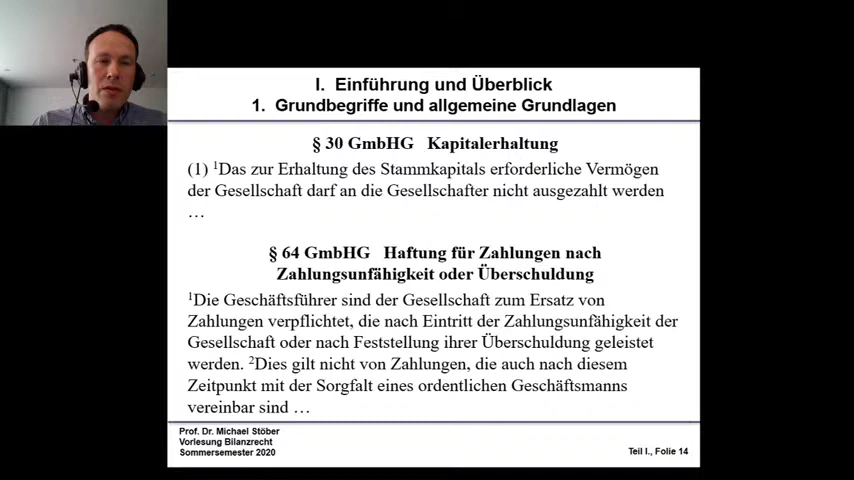 I. Einführung und Überblick
1. Grundbegriffe und allgemeine Grundlagen
§ 30 GmbHG Kapitalerhaltung
(1) ¹Das zur Erhaltung des Stammkapitals erforderliche Vermögen
der Gesellschaft darf an die Gesellschafter nicht ausgezahlt werden
…
§ 64 GmbHG Haftung für Zahlungen nach
Zahlungsunfähigkeit oder Überschuldung
¹Die Geschäftsführer sind der Gesellschaft zum Ersatz von
Zahlungen verpflichtet, die nach Eintritt der Zahlungsunfähigkeit der
Gesellschaft oder nach Feststellung ihrer Überschuldung geleistet
werden. ²Dies gilt nicht von Zahlungen, die auch nach diesem
Zeitpunkt mit der Sorgfalt eines ordentlichen Geschäftsmanns
vereinbar sind …
Prof. Dr. Michael Stöber
Vorlesung Bilanzrecht
Sommersemester 2020
Teil I., Folie 14